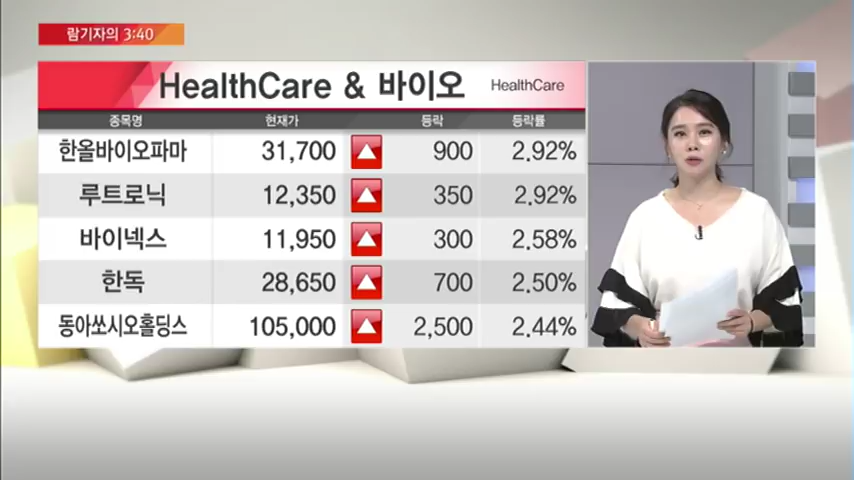 람기자의 3:40
HealthCare & 바이오 HealthCare
종목명 현재가 등락 등락률
한올바이오파마 31,700 900 2.92%
루트로닉 12,350 350 2.92%
바이넥스 11,950 300 2.58%
한독 28,650 700 2.50%
동아쏘시오홀딩스 105,000 2,500 2.44%